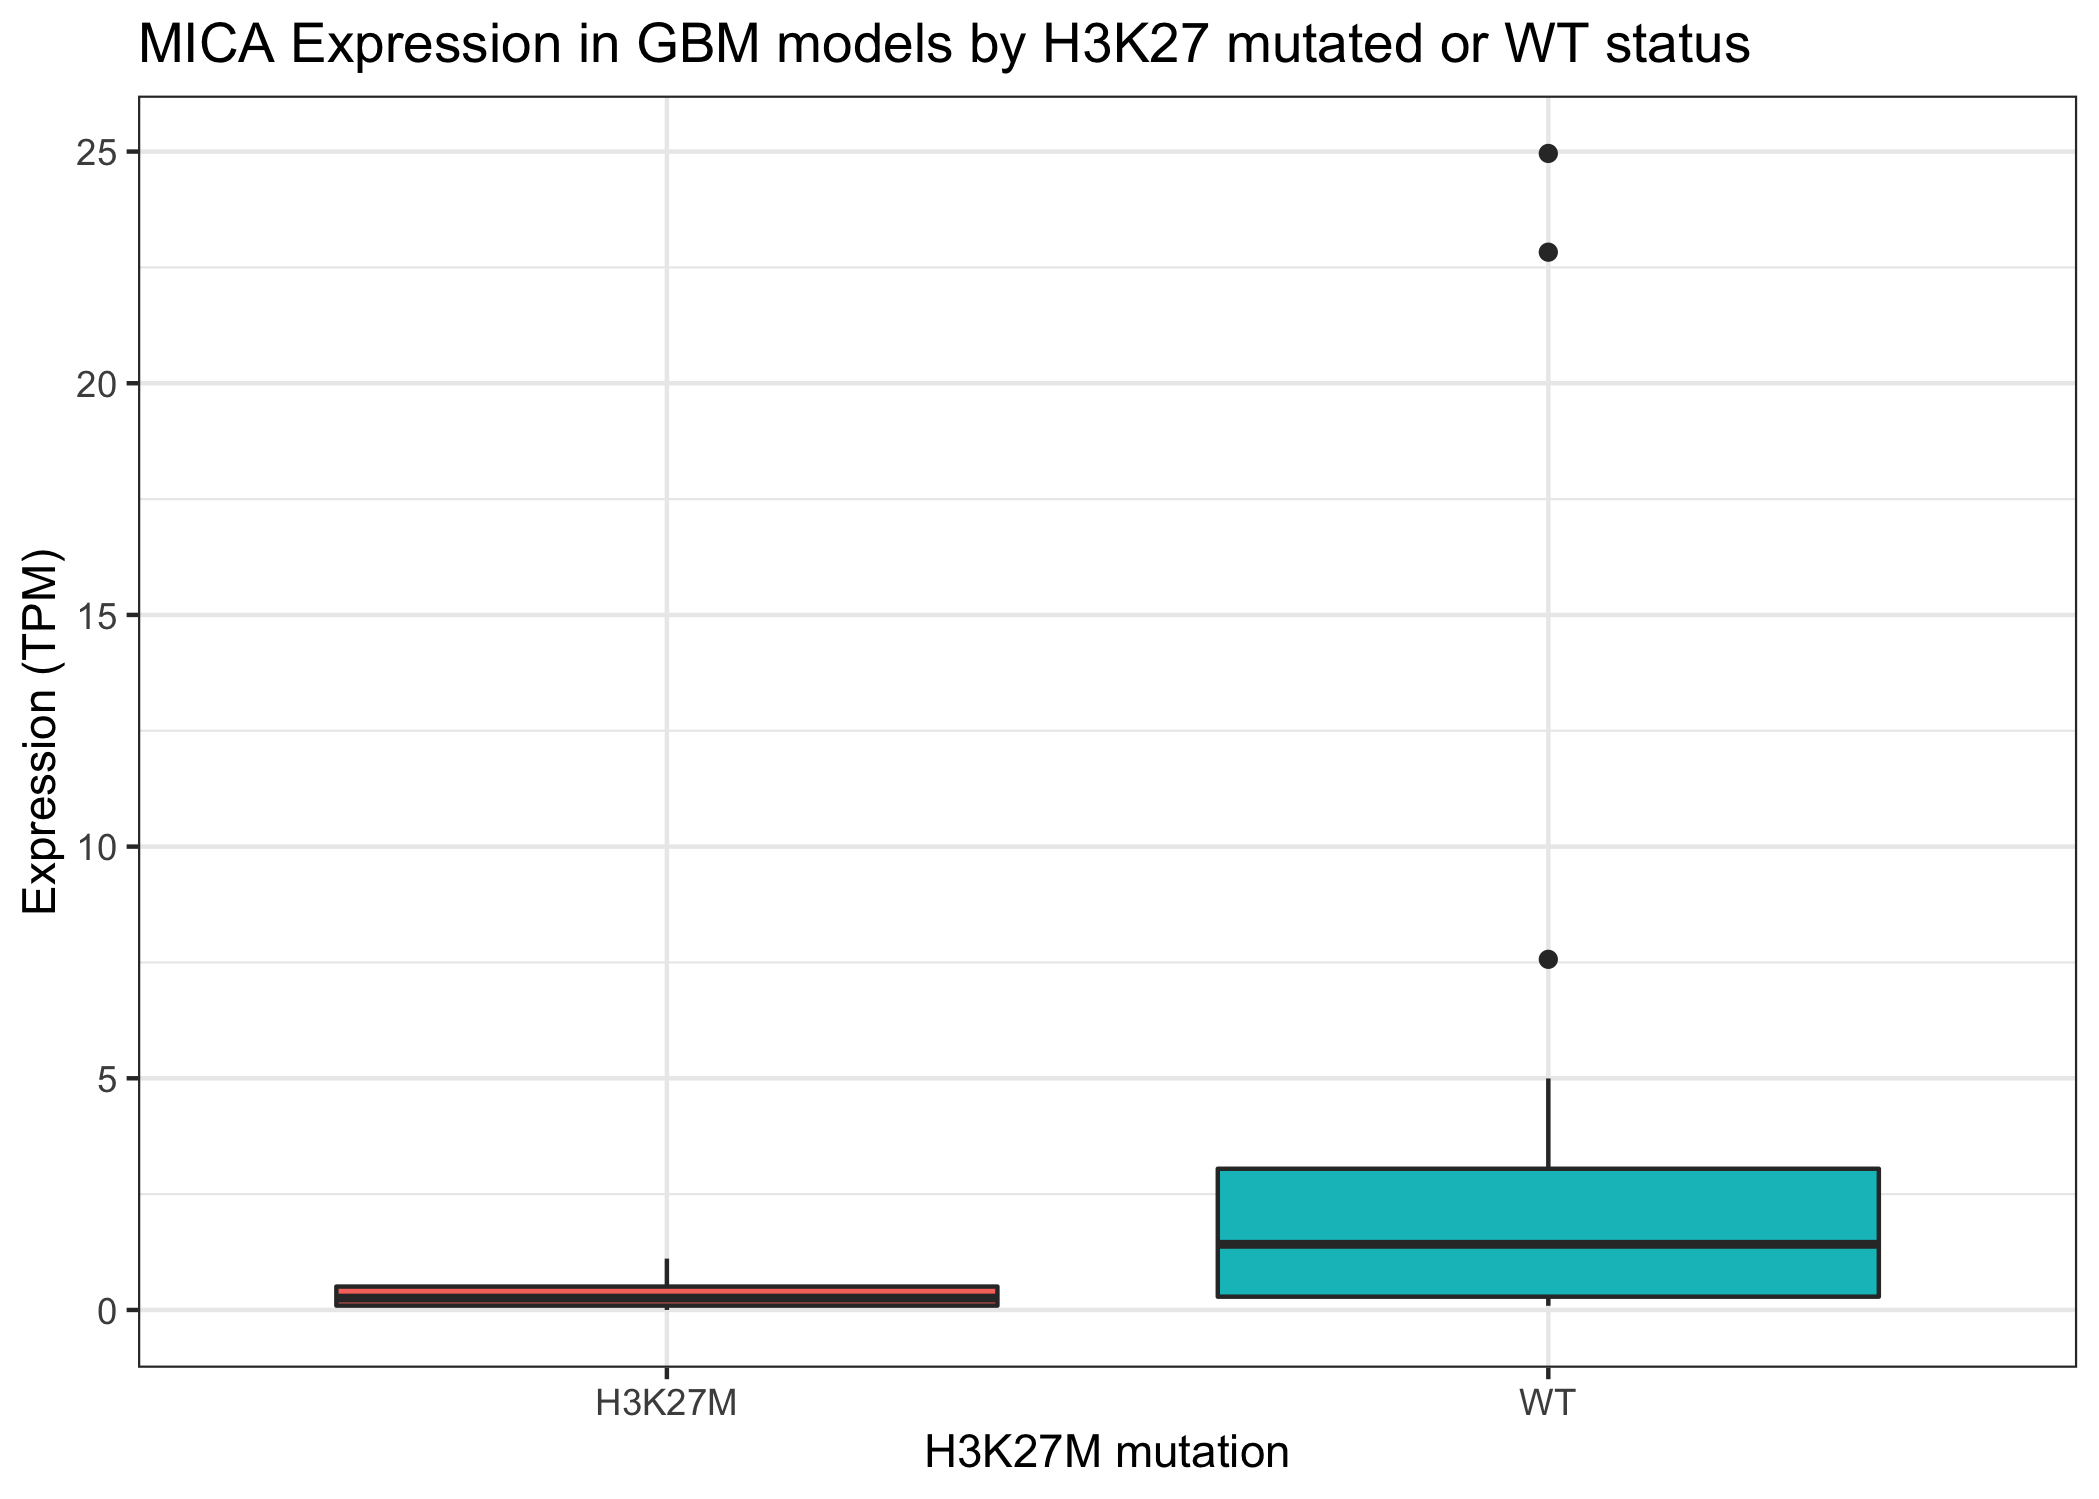 MICA Expression in GBM models by H3K27 mutated or WT status
Expression (TPM)
25
20
15
10
5
0
H3K27M
WT
H3K27M mutation